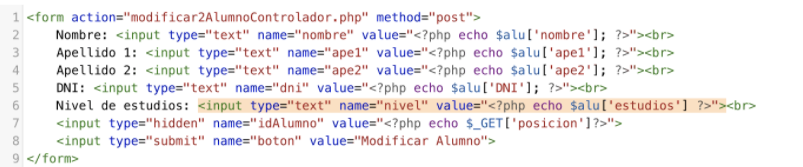 1 <form action="modificar2AlumnoControlador.php" method="post">
2 Nombre: <input type="text" name="nombre" value="<?php echo $alu['nombre']; ?>"><br>
3 Apellido 1: <input type="text" name="ape1" value="<?php echo $alu['ape1']; ?>"><br>
4 Apellido 2: <input type="text" name="ape2" value="<?php echo $alu['ape2']; ?>"><br>
5 DNI: <input type="text" name="dni" value="<?php echo $alu['DNI']; ?>"><br>
6 Nivel de estudios: <input type="text" name="nivel" value="<?php echo $alu['estudios'] ?>"><br>
7 <input type="hidden" name="idAlumno" value="<?php echo $_GET['posicion']?>">
8 <input type="submit" name="boton" value="Modificar Alumno">
9 </form>